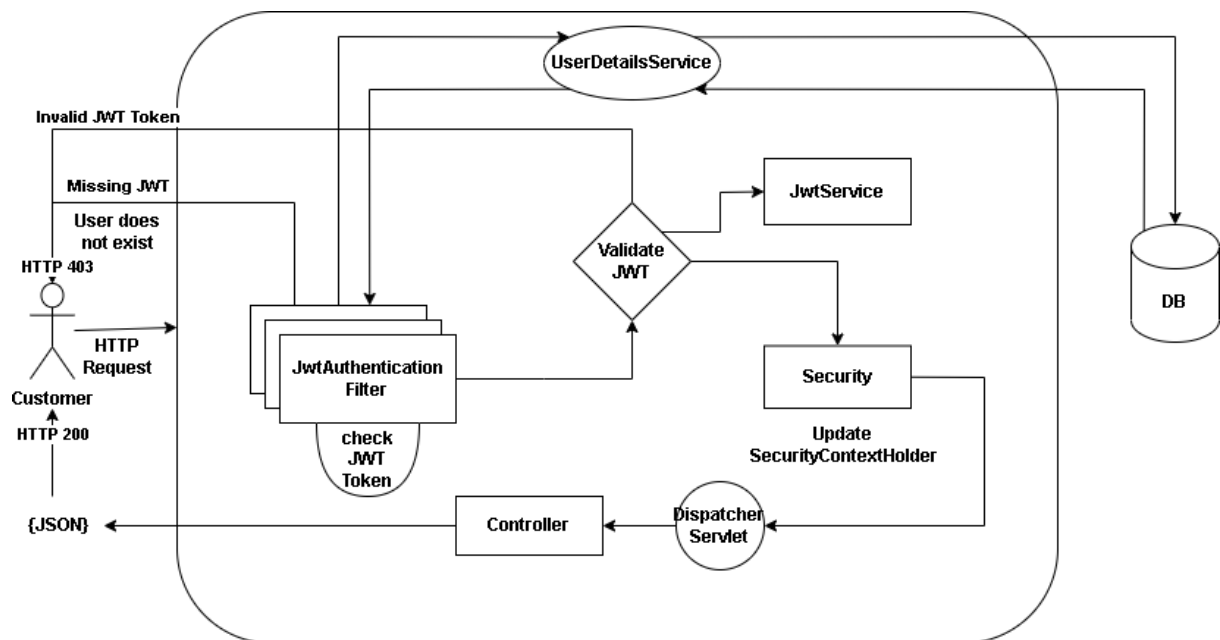 UserDetailsService
Invalid JWT Token
Missing JWT
User does
not exist
HTTP 403
HTTP
Request
Customer
HTTP 200
{JSON}
JwtAuthentication
Filter
check
JWT
Token
Validate
JWT
JwtService
DB
Security
Update
SecurityContextHolder
Dispatcher
Servlet
Controller